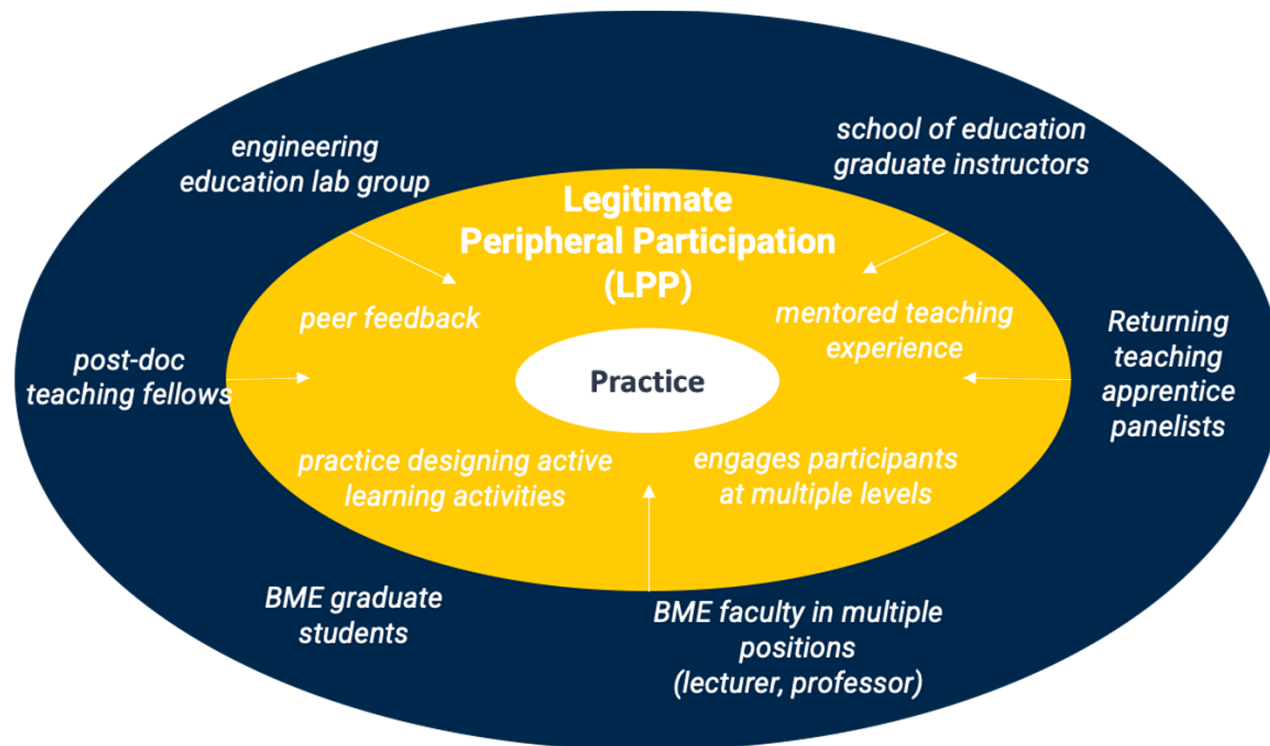 engineering
education lab group
school of education
graduate instructors
Legitimate
Peripheral Participation
(LPP)
peer feedback
mentored teaching
experience
post-doc
teaching fellows
Practice
Returning
teaching
apprentice
panelists
practice designing active
learning activities
engages participants
at multiple levels
BME graduate
students
BME faculty in multiple
positions
(lecturer, professor)